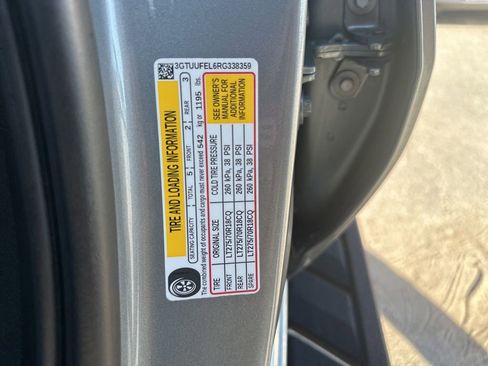 3GTUUFEL6RG338359
TIRE AND LOADING INFORMATION
SEATING CAPACITY TOTAL 5 FRONT 2 REAR 3
The combined weight of occupants and cargo must never exceed 542 kg or 1195 lbs.
TIRE ORIGINAL SIZE COLD TIRE PRESSURE
FRONT LT275/70R18CQ 260 kPa, 38 PSI
REAR LT275/70R18CQ 260 kPa, 38 PSI
SPARE LT275/70R18CQ 260 kPa, 38 PSI
SEE OWNER'S
MANUAL FOR
ADDITIONAL
INFORMATION